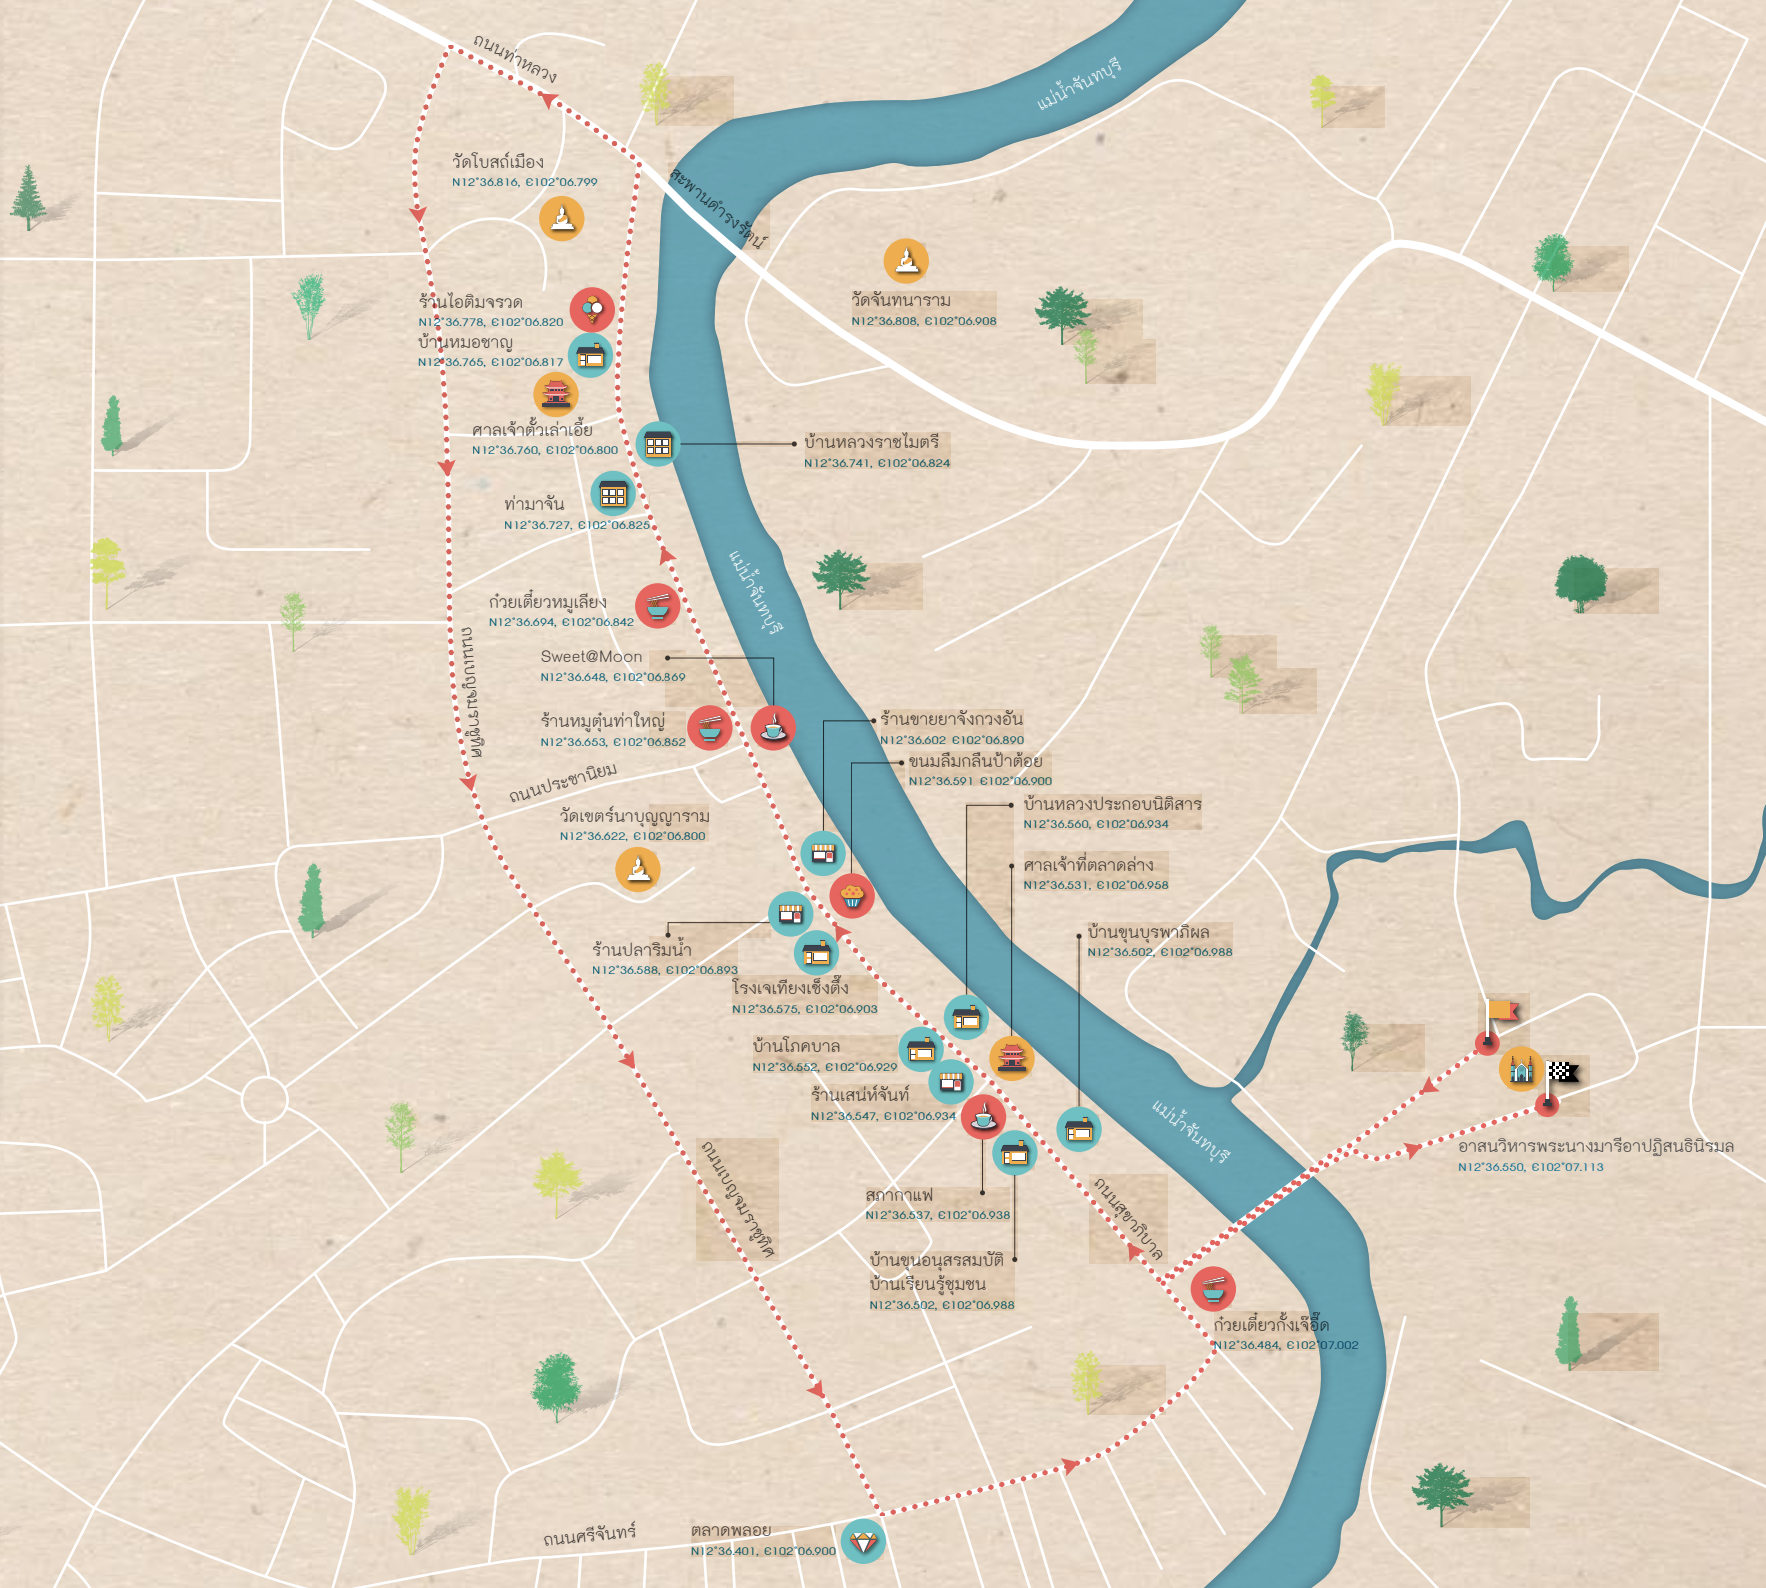 ถนนท่าหลวง
แม่น้ำจันทบุรี
วัดโบสถ์เมือง
N12°36.816, E102°06.799
สะพานดำรงรัตน์
วัดจันทนาราม
N12°36.808, E102°06.908
ร้านไอติมจรวด
N12°36.778, E102°06.820
บ้านหมอชาญ
N12°36.765, E102°06.817
ศาลเจ้าตั้วเล่าเอี้ย
N12°36.760, E102°06.800
บ้านหลวงราชไมตรี
N12°36.741, E102°06.824
ท่ามาจัน
N12°36.727, E102°06.825
แม่น้ำจันทบุรี
ก๋วยเตี๋ยวหมูเลียง
N12°36.694, E102°06.842
ถนนเบญจมราชูทิศ
Sweet@Moon
N12°36.648, E102°06.869
ร้านหมูตุ๋นท่าใหญ่
N12°36.653, E102°06.852
ร้านขายยาจังกวงอัน
N12°36.602 E102°06.890
ขนมลืมกลืนป้าต้อย
N12°36.591 E102°06.900
ถนนประชานิยม
วัดเขตร์นาบุญญาราม
N12°36.622, E102°06.800
บ้านหลวงประกอบนิติสาร
N12°36.560, E102°06.934
ศาลเจ้าที่ตลาดล่าง
N12°36.531, E102°06.958
บ้านขุนบุรพาภิผล
N12°36.502, E102°06.988
ร้านปลาริมน้ำ
N12°36.588, E102°06.893
โรงเจเทียงเซ็งตึ๊ง
N12°36.575, E102°06.903
บ้านโภคบาล
N12°36.552, E102°06.929
ร้านเสน่ห์จันท์
N12°36.547, E102°06.934
แม่น้ำจันทบุรี
อาสนวิหารพระนางมารีอาปฏิสนธินิรมล
N12°36.550, E102°07.113
ถนนเบญจมราชูทิศ
สภากาแฟ
N12°36.537, E102°06.938
ถนนสุขาภิบาล
บ้านขุนอนุสรสมบัติ
บ้านเรียนรู้ชุมชน
N12°36.502, E102°06.988
ก๋วยเตี๋ยวกั้งเจ๊อี๊ด
N12°36.484, E102°07.002
ถนนศรีจันทร์
ตลาดพลอย
N12°36.401, E102°06.900